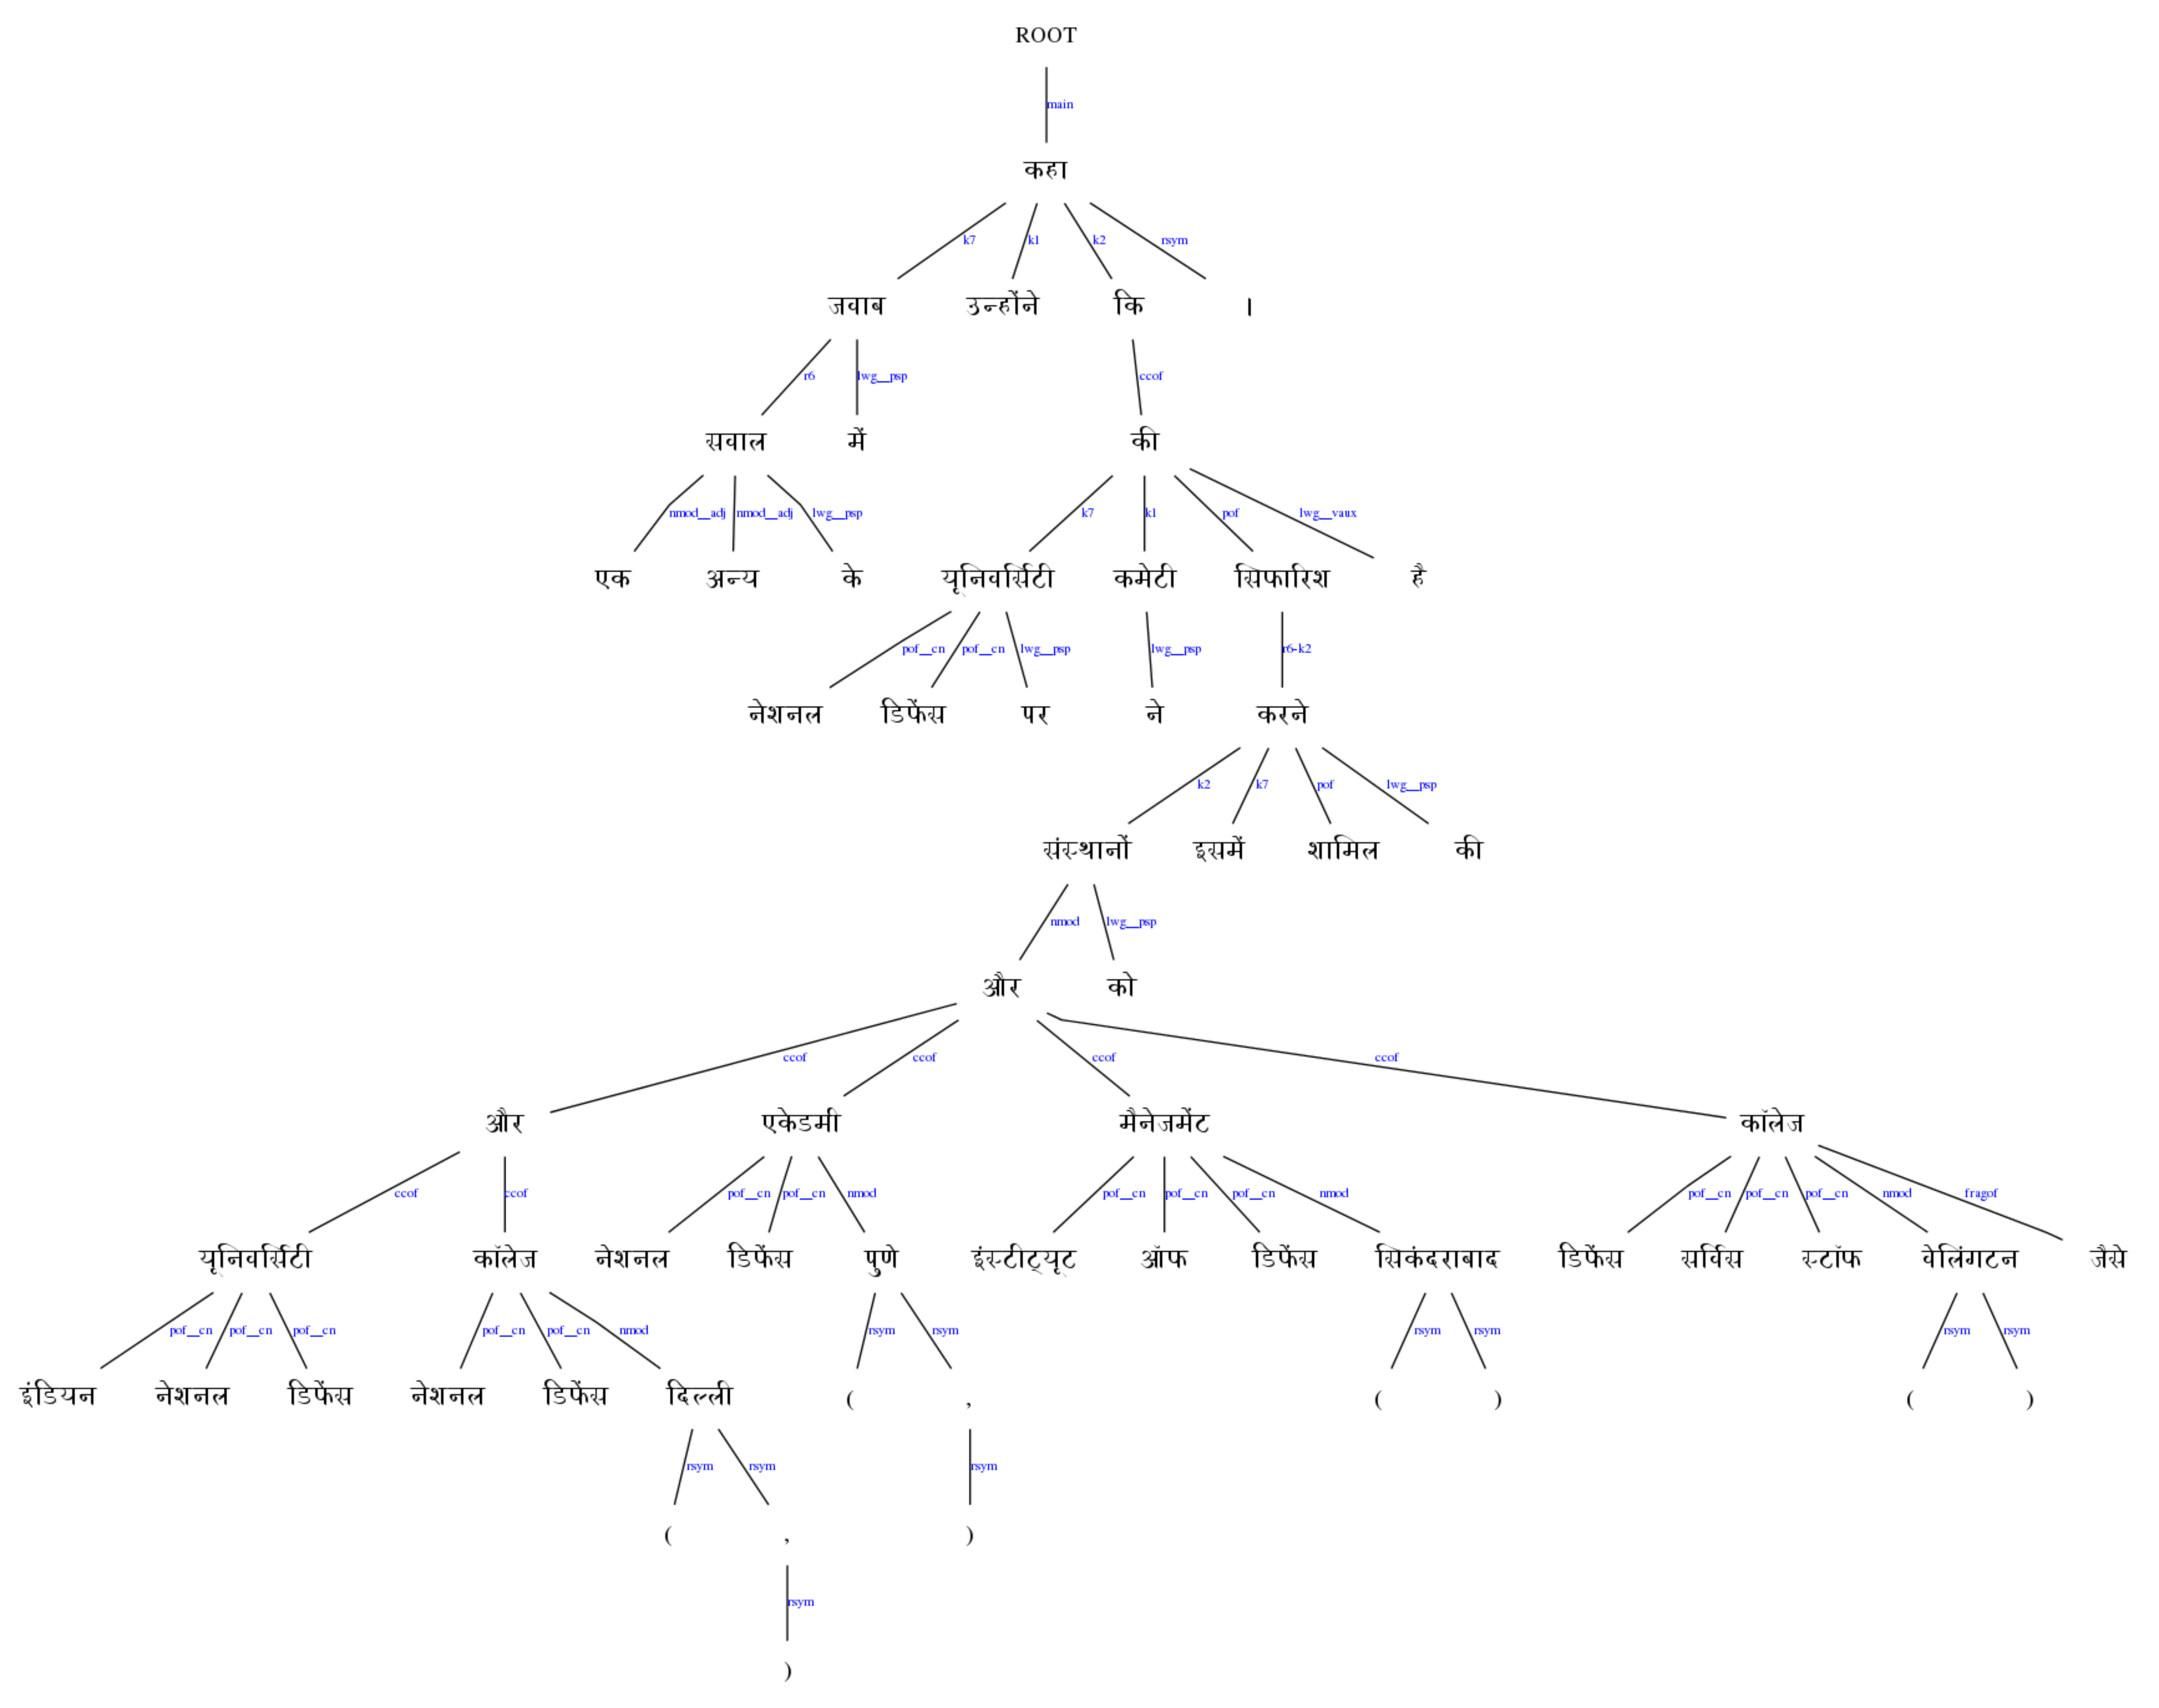 ROOT
main
कहा
k7 k1 k2 rsym
जवाब उन्होंने कि ।
r6 lwg__psp ccof
सवाल में की
nmod__adj nmod__adj lwg__psp k7 k1 pof lwg__vaux
एक अन्य के यूनिवर्सिटी कमेटी सिफारिश है
pof__cn pof__cn lwg__psp lwg__psp r6-k2
नेशनल डिफेंस पर ने करने
k2 k7 pof lwg__psp
संस्थानों इसमें शामिल की
nmod lwg__psp
और को
ccof ccof ccof ccof
और एकेडमी मैनेजमेंट कॉलेज
ccof ccof pof__cn pof__cn nmod pof__cn pof__cn pof__cn nmod pof__cn pof__cn pof__cn nmod fragof
यूनिवर्सिटी कॉलेज नेशनल डिफेंस पुणे इंस्टीट्यूट ऑफ डिफेंस सिकंदराबाद डिफेंस सर्विस स्टॉफ वेलिंगटन जैसे
pof__cn pof__cn pof__cn pof__cn pof__cn nmod rsym rsym rsym rsym rsym rsym
इंडियन नेशनल डिफेंस नेशनल डिफेंस दिल्ली ( , ( ) ( )
rsym rsym rsym
( , )
rsym
)